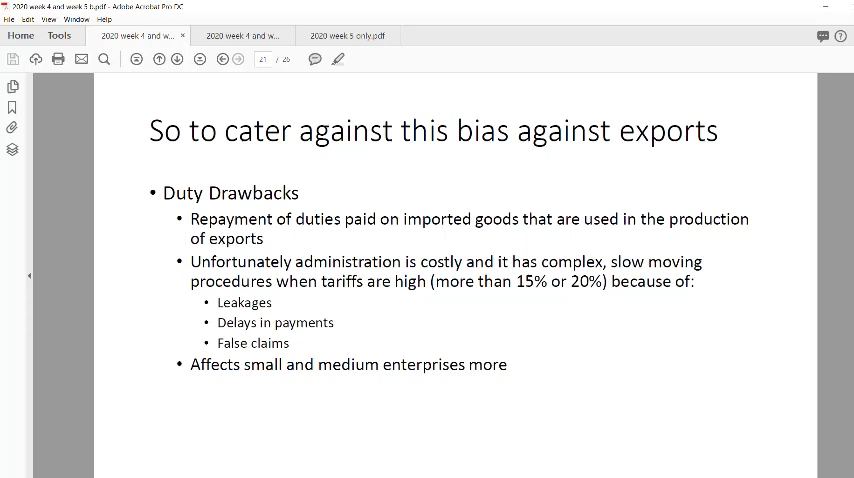 2020 week 4 and week 5 b.pdf - Adobe Acrobat Pro DC
File Edit View Window Help
Home Tools 2020 week 4 and w... × 2020 week 4 and w... 2020 week 5 only.pdf
21 / 26
So to cater against this bias against exports
• Duty Drawbacks
• Repayment of duties paid on imported goods that are used in the production
of exports
• Unfortunately administration is costly and it has complex, slow moving
procedures when tariffs are high (more than 15% or 20%) because of:
• Leakages
• Delays in payments
• False claims
• Affects small and medium enterprises more